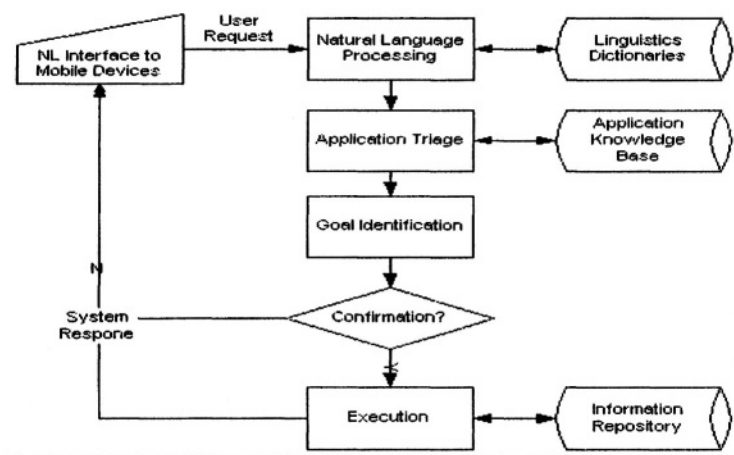 NL Interface to
Mobile Devices
User
Request
Natural Language
Processing
Linguistics
Dictionaries
Application Triage
Application
Knowledge
Base
Goal Identification
N
System
Respone
Confirmation?
Y
Execution
Information
Repository